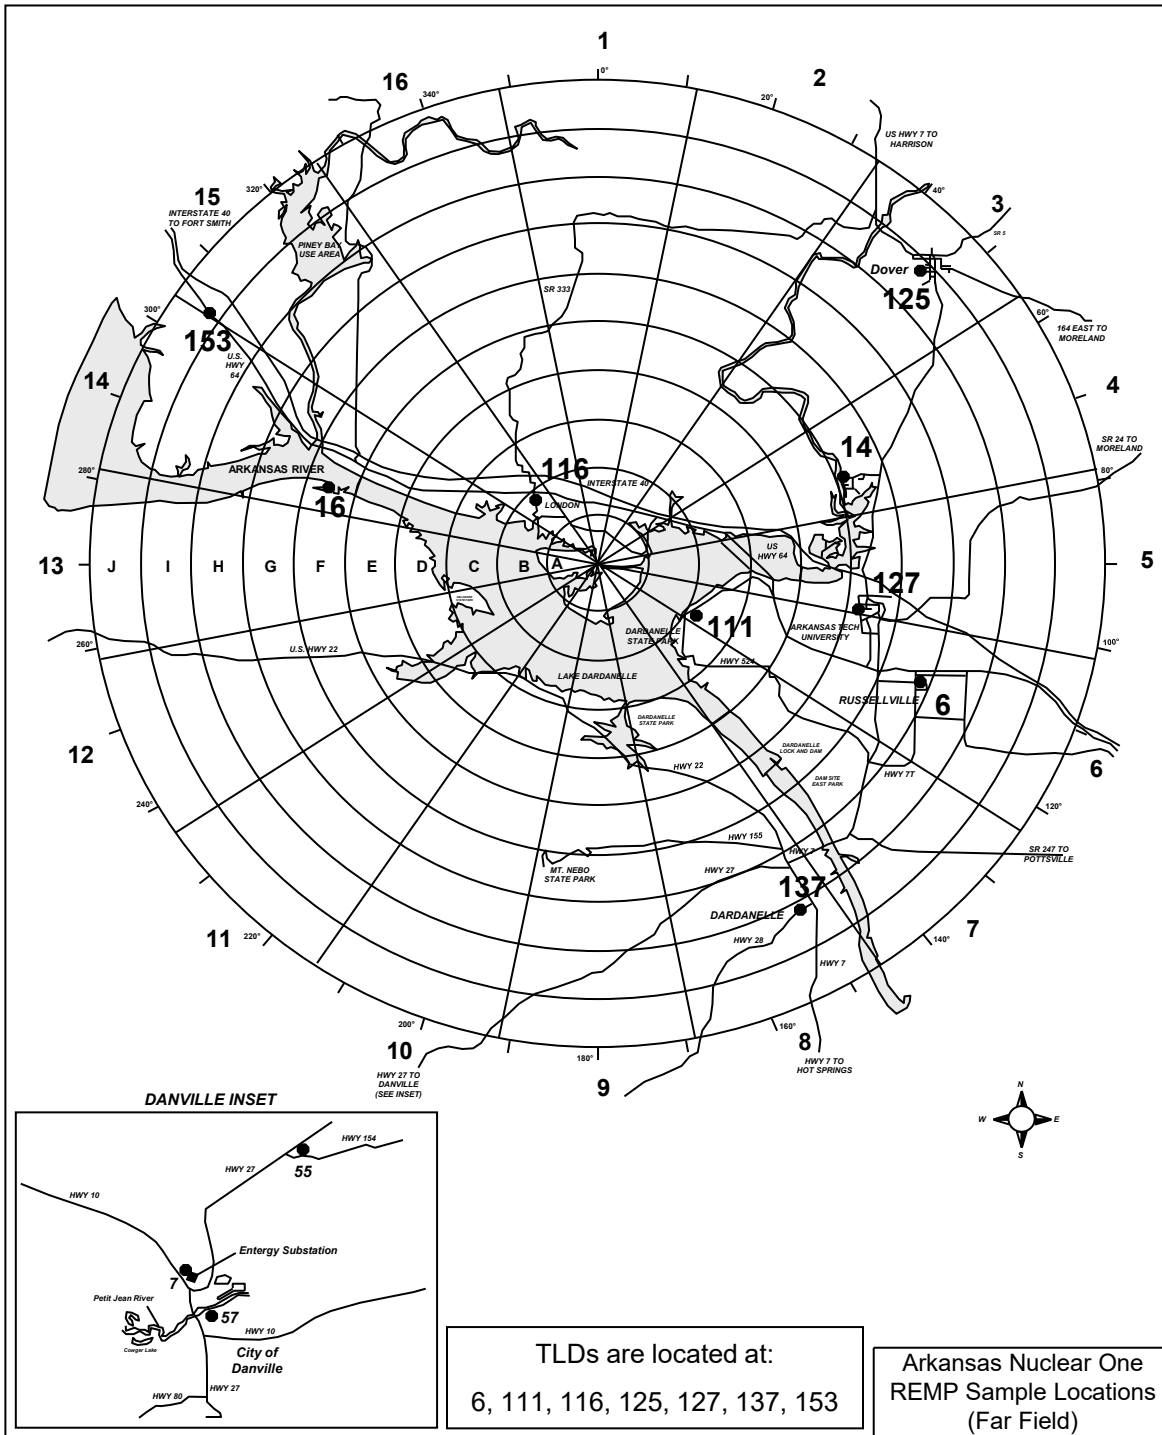 1
16
340°
0°
20°
2
US HWY 7 TO
HARRISON
15
320°
40°
3
SR 5
INTERSTATE 40
TO FORT SMITH
PINEY BAY
USE AREA
Dover
125
SR 333
300°
153
60°
164 EAST TO
MORELAND
U.S.
HWY
64
14
4
SR 24 TO
MORELAND
280°
ARKANSAS RIVER
16
116
LONDON
INTERSTATE 40
14
80°
13
J
I
H
G
F
E
D
C
B
A
US
HWY 64
5
127
111
DARDANELLE
STATE PARK
ARKANSAS TECH
UNIVERSITY
260°
U.S. HWY 22
HWY 524
100°
LAKE DARDANELLE
RUSSELLVILLE
6
DARDANELLE
STATE PARK
12
DARDANELLE
LOCK AND DAM
6
HWY 22
DAM SITE
EAST PARK
HWY 7T
240°
120°
HWY 155
HWY 7
SR 247 TO
POTTSVILLE
MT. NEBO
STATE PARK
HWY 27
137
DARDANELLE
11
220°
HWY 28
140°
7
HWY 7
200°
180°
160°
10
9
8
HWY 27 TO
DANVILLE
(SEE INSET)
HWY 7 TO
HOT SPRINGS
N
W
E
S
DANVILLE INSET
HWY 154
55
HWY 27
HWY 10
Entergy Substation
7
Petit Jean River
57
Cowger Lake
HWY 10
City of
Danville
HWY 80
HWY 27
TLDs are located at:
6, 111, 116, 125, 127, 137, 153
Arkansas Nuclear One
REMP Sample Locations
(Far Field)